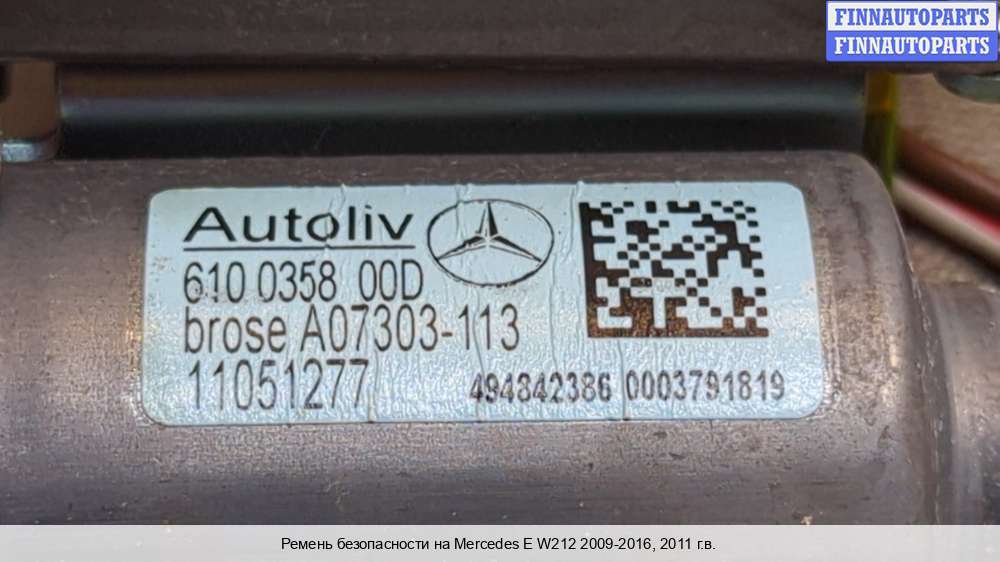 FINNAUTOPARTS
FINNAUTOPARTS
Autoliv
610 0358 00D
brose A07303-113
11051277
494842386 0003791819
Ремень безопасности на Mercedes E W212 2009-2016, 2011 г.в.